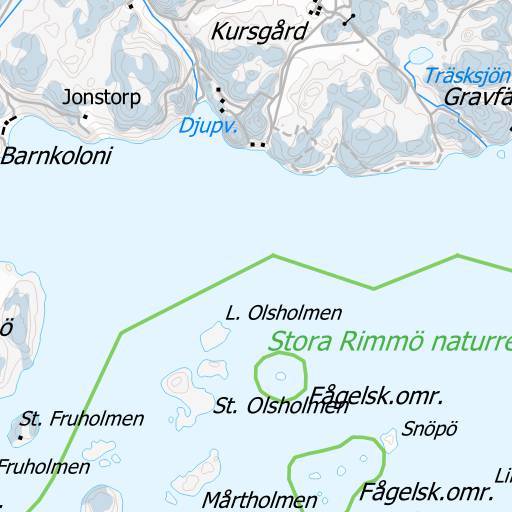 Kursgård
Träsksjön
Jonstorp
Gravfä
Djupv.
Barnkoloni
ö
L. Olsholmen
Stora Rimmö naturre
Fågelsk.omr.
St. Olsholmen
St. Fruholmen
Snöpö
Fruholmen
Li
Mårtholmen
Fågelsk.omr.